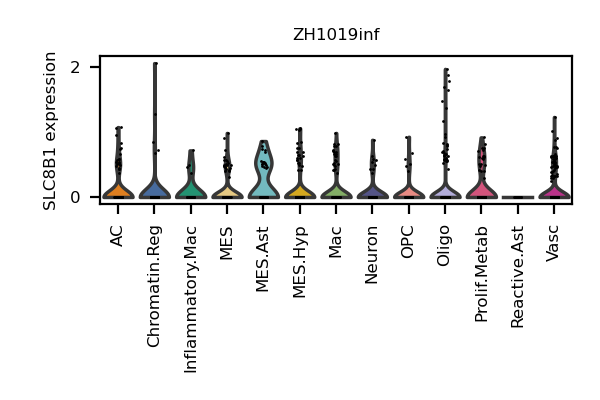 ZH1019inf
SLC8B1 expression
2
0
AC
Chromatin.Reg
Inflammatory.Mac
MES
MES.Ast
MES.Hyp
Mac
Neuron
OPC
Oligo
Prolif.Metab
Reactive.Ast
Vasc